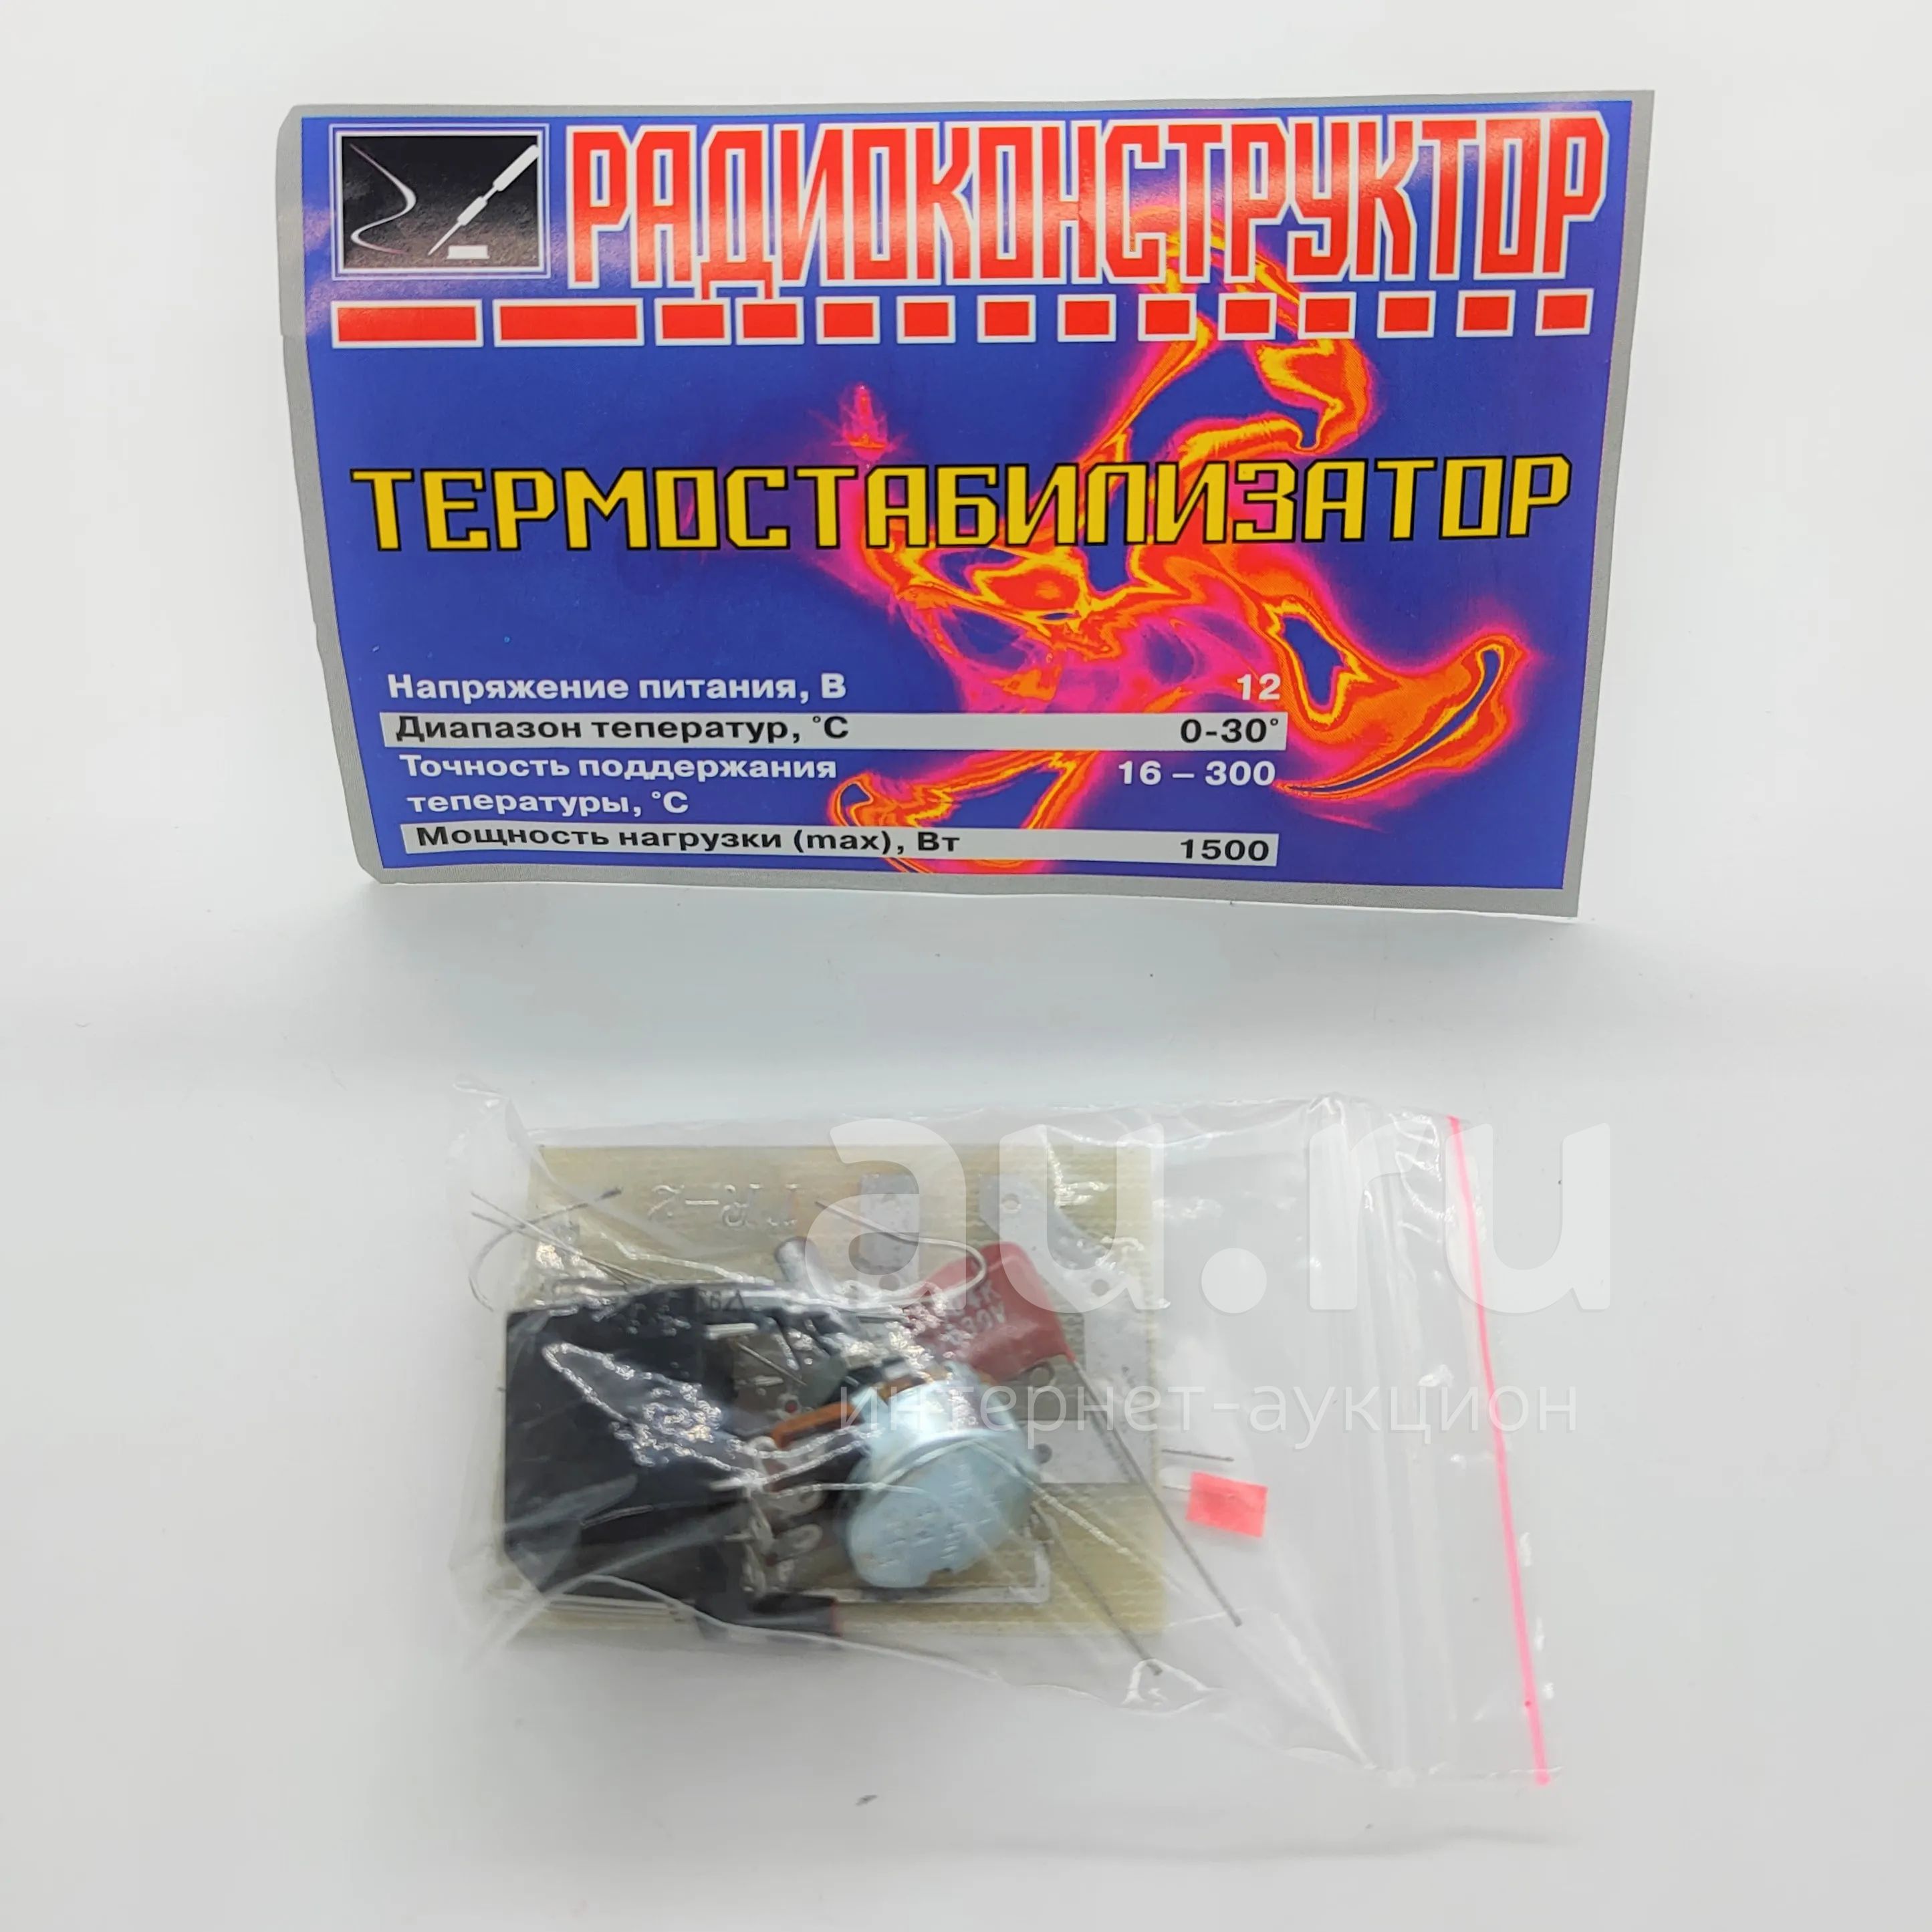 РАДИОКОНСТРУКТОР
ТЕРМОСТАБИЛИЗАТОР
Напряжение питания, В 12
Диапазон теператур, °С 0-30°
Точность поддержания 16 – 300
теператур​ы, °С
Мощность нагрузки (max), Вт 1500
au.ru
интернет-аукцион